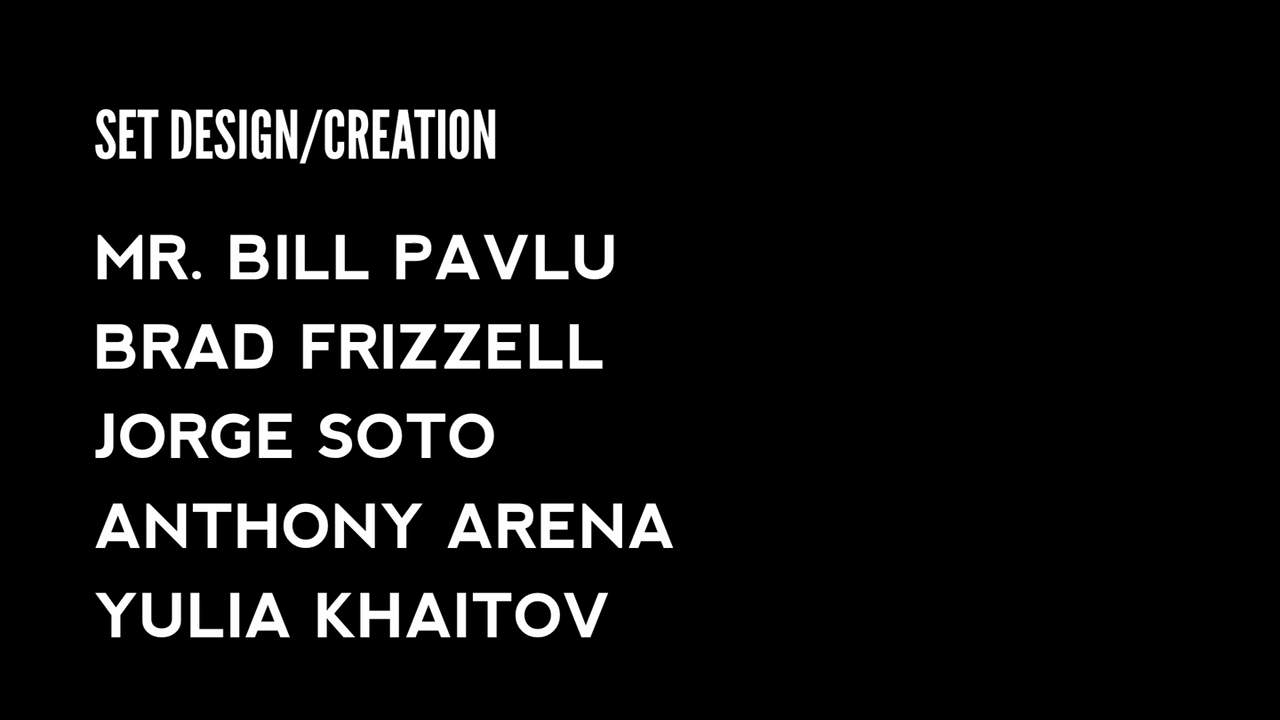 SET DESIGN/CREATION
MR. BILL PAVLU
BRAD FRIZZELL
JORGE SOTO
ANTHONY ARENA
YULIA KHAITOV